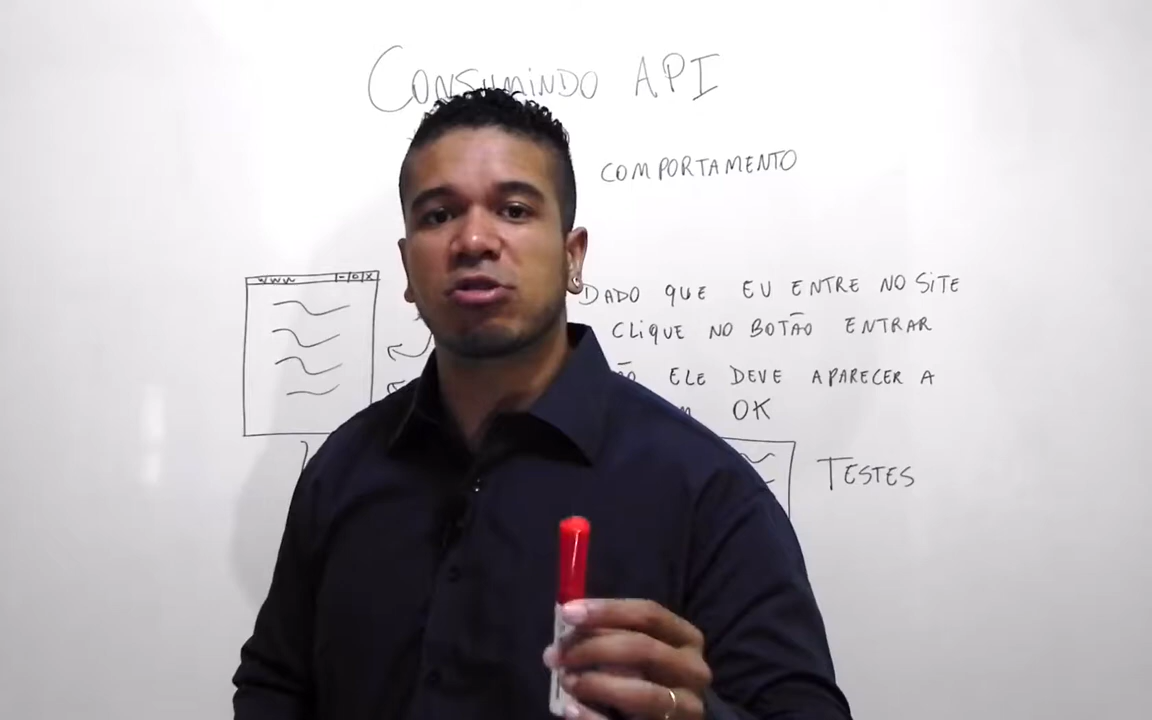 CONSUMINDO API
COMPORTAMENTO
WWW - O X
DADO QUE EU ENTRE NO SITE
CLIQUE NO BOTÃO ENTRAR
ELE DEVE APARECER A
OK
TESTES